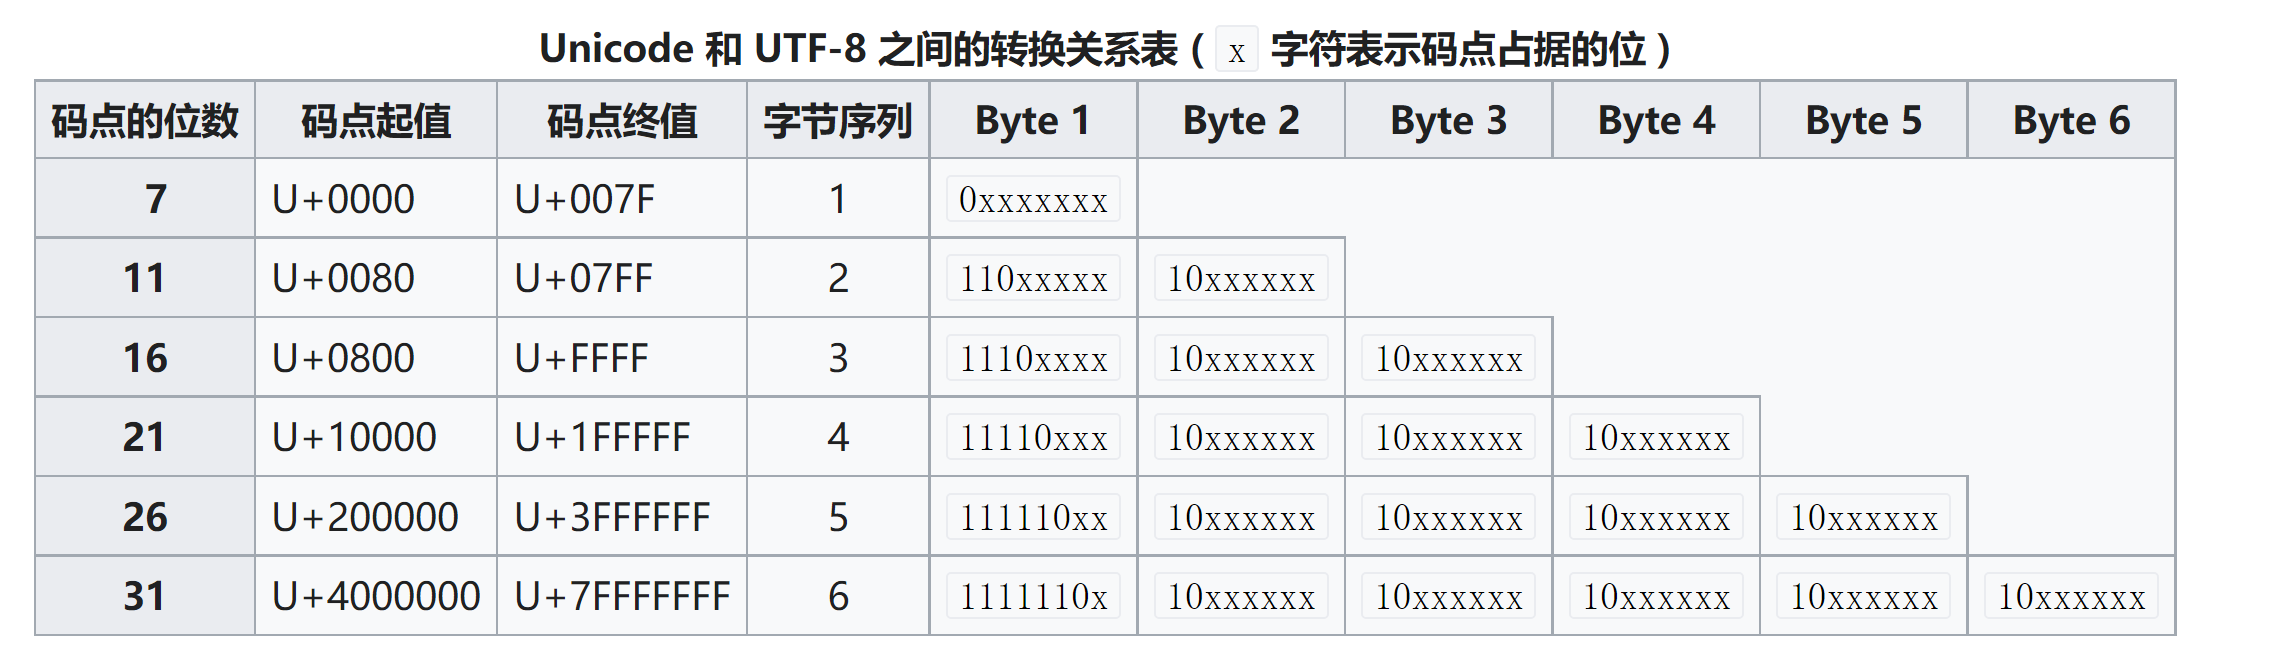 Unicode 和 UTF-8 之间的转换关系表 ( x 字符表示码点占据的位 )
码点的位数 码点起值 码点终值 字节序列 Byte 1 Byte 2 Byte 3 Byte 4 Byte 5 Byte 6
7 U+0000 U+007F 1 0xxxxxxx
11 U+0080 U+07FF 2 110xxxxx 10xxxxxx
16 U+0800 U+FFFF 3 1110xxxx 10xxxxxx 10xxxxxx
21 U+10000 U+1FFFFF 4 11110xxx 10xxxxxx 10xxxxxx 10xxxxxx
26 U+200000 U+3FFFFFF 5 111110xx 10xxxxxx 10xxxxxx 10xxxxxx 10xxxxxx
31 U+4000000 U+7FFFFFFF 6 1111110x 10xxxxxx 10xxxxxx 10xxxxxx 10xxxxxx 10xxxxxx